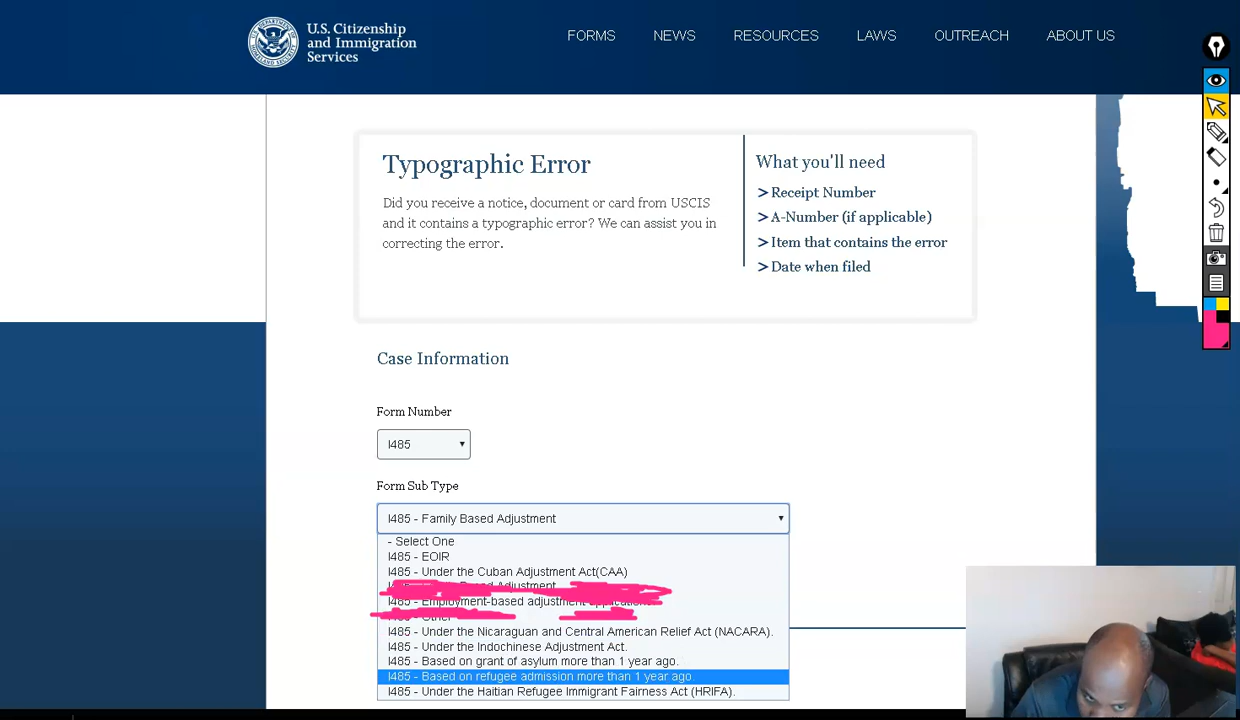 U.S. Citizenship
and Immigration
Services
FORMS NEWS RESOURCES LAWS OUTREACH ABOUT US
Typographic Error
Did you receive a notice, document or card from USCIS
and it contains a typographic error? We can assist you in
correcting the error.
What you'll need
> Receipt Number
> A-Number (if applicable)
> Item that contains the error
> Date when filed
Case Information
Form Number
I485
Form Sub Type
I485 - Family Based Adjustment
- Select One
I485 - EOIR
I485 - Under the Cuban Adjustment Act(CAA)
Based Adjustment
I485 - Employment-based adjustment applications.
I485 - Other
I485 - Under the Nicaraguan and Central American Relief Act (NACARA).
I485 - Under the Indochinese Adjustment Act.
I485 - Based on grant of asylum more than 1 year ago.
I485 - Based on refugee admission more than 1 year ago.
I485 - Under the Haitian Refugee Immigrant Fairness Act (HRIFA).